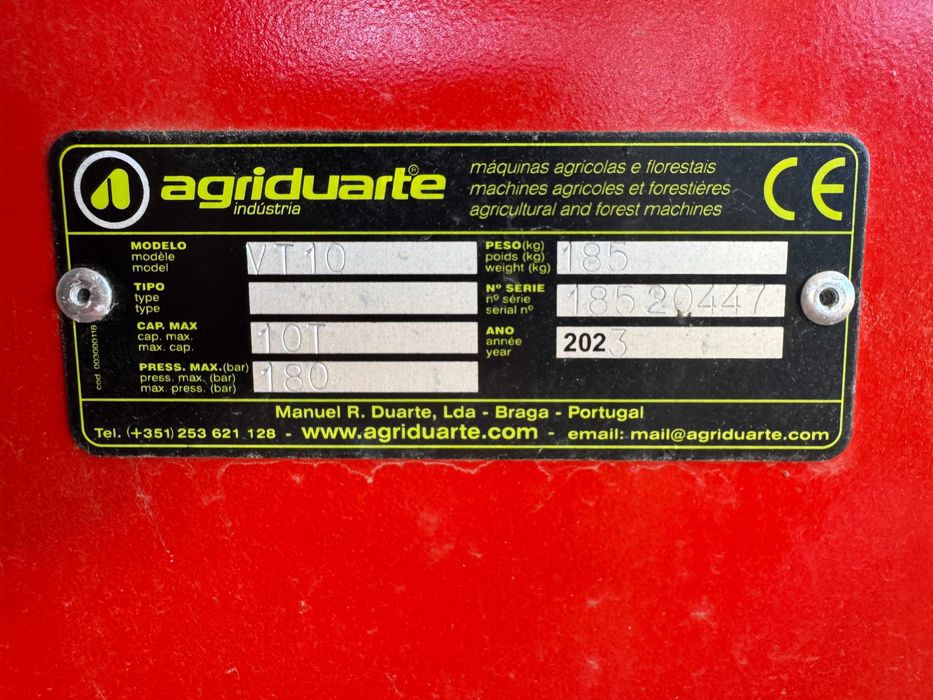 agriduarte®
indústria
máquinas agrícolas e florestais
machines agricoles et forestières
agricultural and forest machines
CE
MODELO
modèle
model
VT10
PESO(kg)
poids (kg)
weight (kg)
185
TIPO
type
type
Nº SÉRIE
nº série
serial nº
18520447
CAP. MAX
cap. max.
max. cap.
10T
ANO
année
year
2023
PRESS. MAX.(bar)
press. max. (bar)
max. press. (bar)
180
cod. 003000118
Manuel R. Duarte, Lda - Braga - Portugal
Tel. (+351) 253 621 128 - www.agriduarte.com - email: mail@agriduarte.com